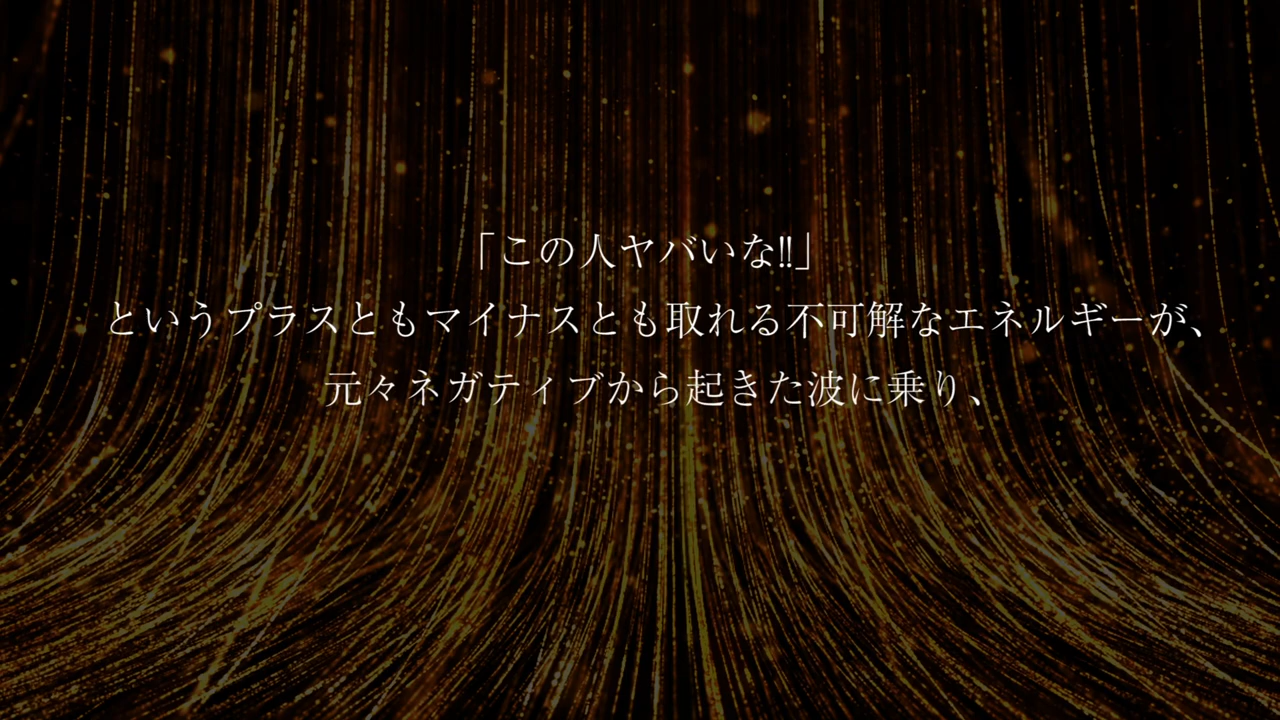 「この人ヤバいな‼」
というプラスともマイナスとも取れる不可解なエネルギーが、
元々ネガティブから起きた波に乗り、